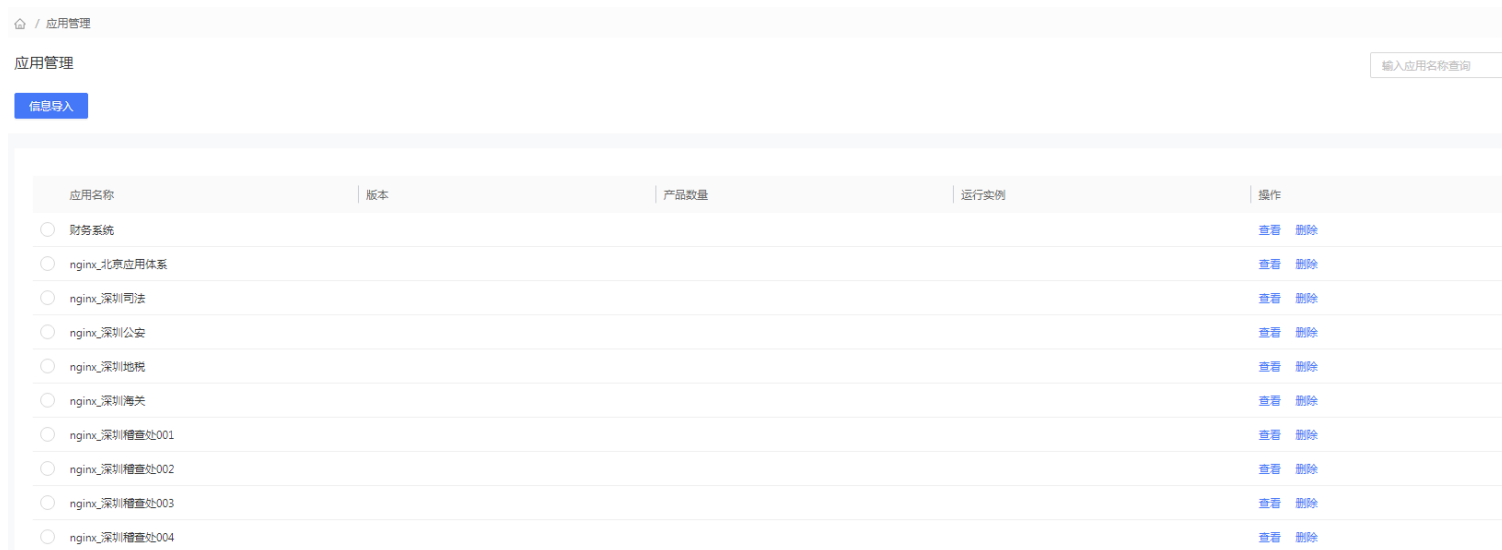 / 应用管理
应用管理
输入应用名称查询
信息导入
应用名称 版本 产品数量 运行实例 操作
财务系统 查看 删除
nginx_北京应用体系 查看 删除
nginx_深圳司法 查看 删除
nginx_深圳公安 查看 删除
nginx_深圳地税 查看 删除
nginx_深圳海关 查看 删除
nginx_深圳稽查处001 查看 删除
nginx_深圳稽查处002 查看 删除
nginx_深圳稽查处003 查看 删除
nginx_深圳稽查处004 查看 删除